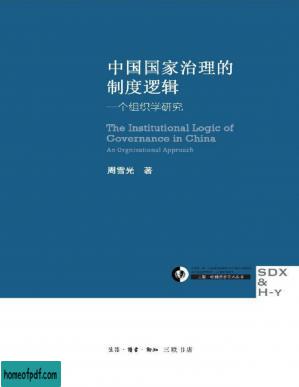 中国国家治理的
制度逻辑
一个组织学研究
The Institutional Logic of
Governance in China
An Organizational Approach
周雪光 著
SDX
&
H-Y
生活·读书·新知 三联书店
homeofpdf.com